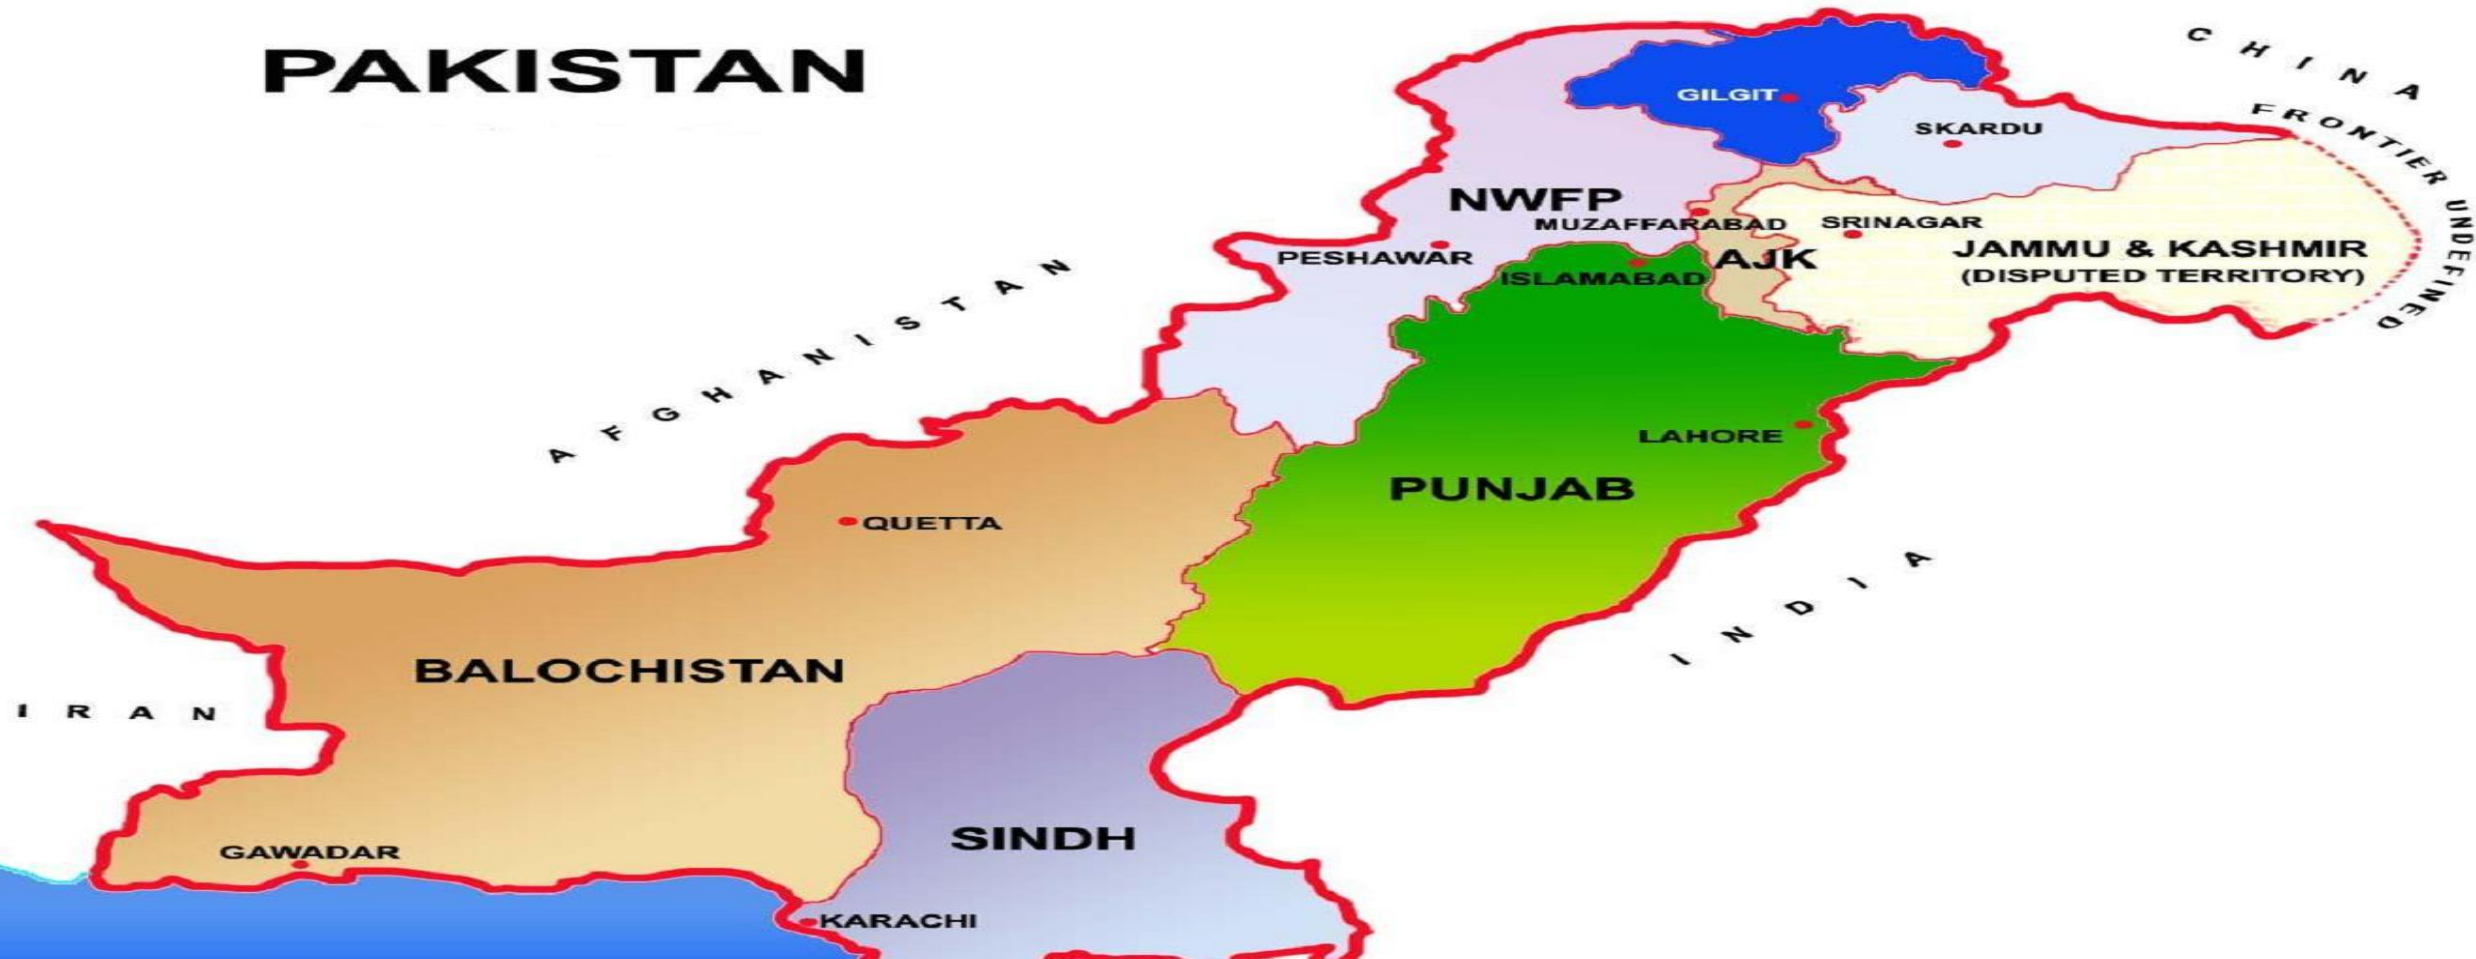 PAKISTAN
CHINA
FRONTIER UNDEFINED
GILGIT
SKARDU
NWFP
MUZAFFARABAD
SRINAGAR
JAMMU & KASHMIR
(DISPUTED TERRITORY)
PESHAWAR
AJK
ISLAMABAD
AFGHANISTAN
LAHORE
PUNJAB
QUETTA
INDIA
BALOCHISTAN
IRAN
SINDH
GAWADAR
KARACHI